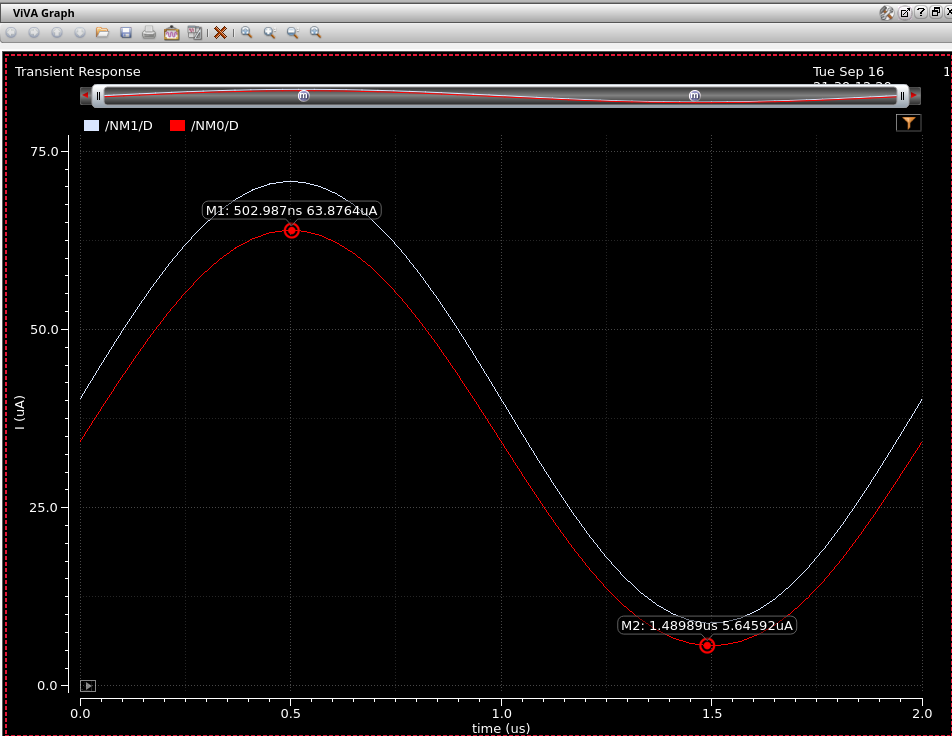 ViVA Graph
Transient Response
Tue Sep 16
1
m
m
/NM1/D
/NM0/D
75.0
M1: 502.987ns 63.8764uA
50.0
I (uA)
25.0
M2: 1.48989us 5.64592uA
0.0
0.0 0.5 1.0 1.5 2.0
time (us)